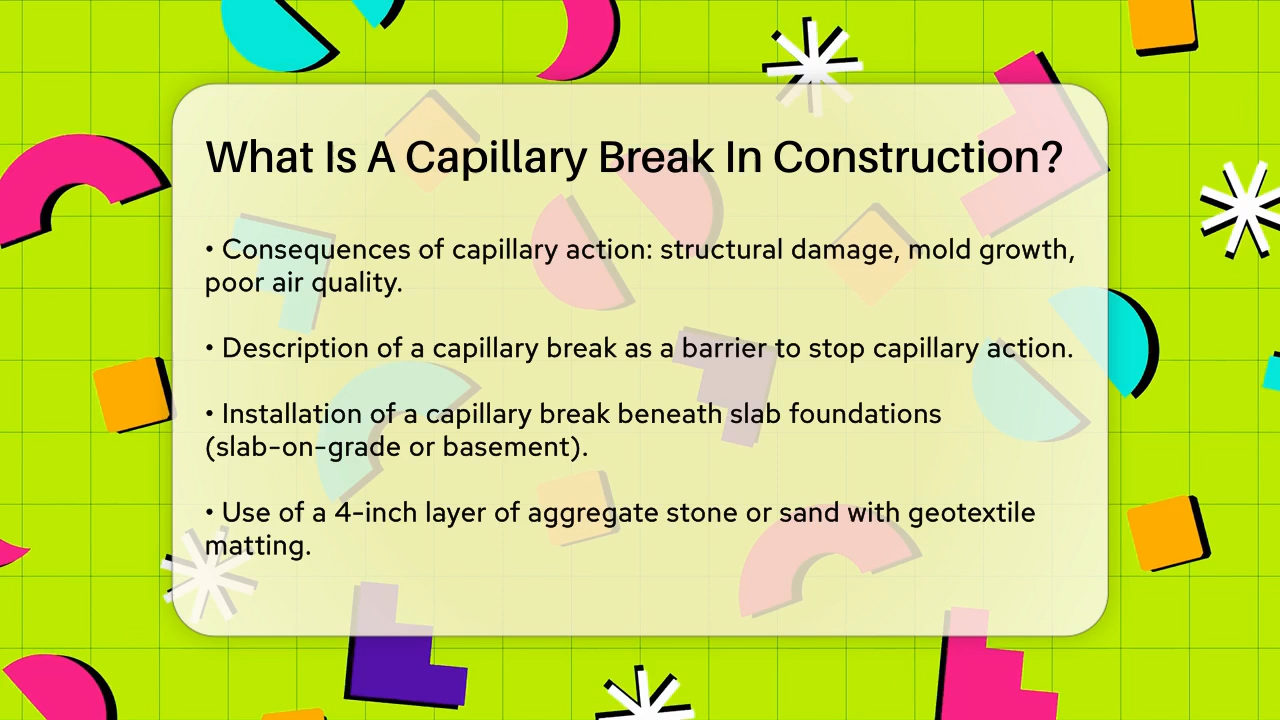 What Is A Capillary Break In Construction?
• Consequences of capillary action: structural damage, mold growth,
poor air quality.
• Description of a capillary break as a barrier to stop capillary action.
• Installation of a capillary break beneath slab foundations
(slab-on-grade or basement).
• Use of a 4-inch layer of aggregate stone or sand with geotextile
matting.